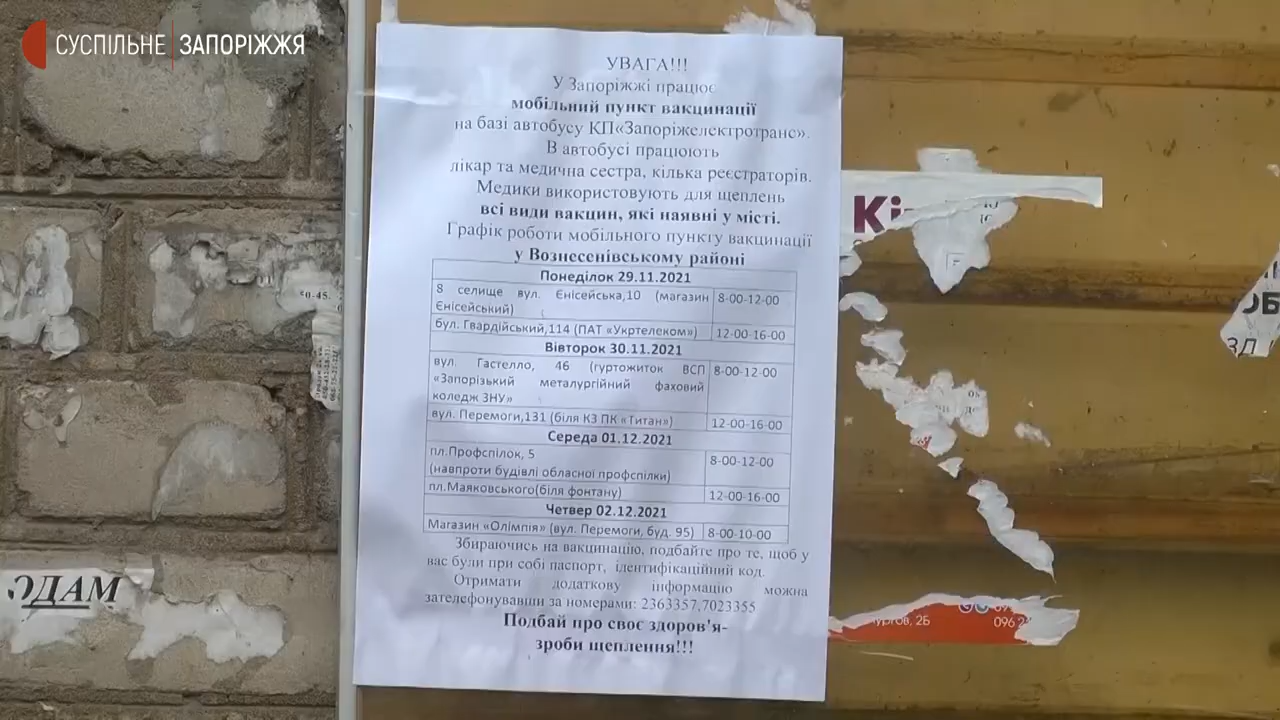 СУСПІЛЬНЕ ЗАПОРІЖЖЯ
УВАГА!!!
У Запоріжжі працює
мобільний пункт вакцинації
на базі автобусу КП«Запоріжелектротранс».
В автобусі працюють
лікар та медична сестра, кілька реєстраторів.
Медики використовують для щеплень
всі види вакцин, які наявні у місті.
Графік роботи мобільного пункту вакцинації
у Вознесенівському районі
Понеділок 29.11.2021
8 селище вул. Єнісейська,10 (магазин 8-00-12-00
Єнісейський)
бул. Гвардійський,114 (ПАТ «Укртелеком») 12-00-16-00
Вівторок 30.11.2021
вул. Гастелло, 46 (гуртожиток ВСП 8-00-12-00
«Запорізький металургійний фаховий
коледж ЗНУ»
вул. Перемоги,131 (біля КЗ ПК «Титан») 12-00-16-00
Середа 01.12.2021
пл.Профспілок, 5 8-00-12-00
(навпроти будівлі обласної профспілки)
пл.Маяковського(біля фонтану) 12-00-16-00
Четвер 02.12.2021
Магазин «Олімпія» (вул. Перемоги, буд. 95) 8-00-10-00
Збираючись на вакцинацію, подбайте про те, щоб у
вас були при собі паспорт, ідентифікаційний код.
Отримати додаткову інформацію можна
зателефонувавши за номерами: 2363357,7023355
Подбай про своє здоров'я-
зроби щеплення!!!
ОДАМ
Кі
2Б
096 2